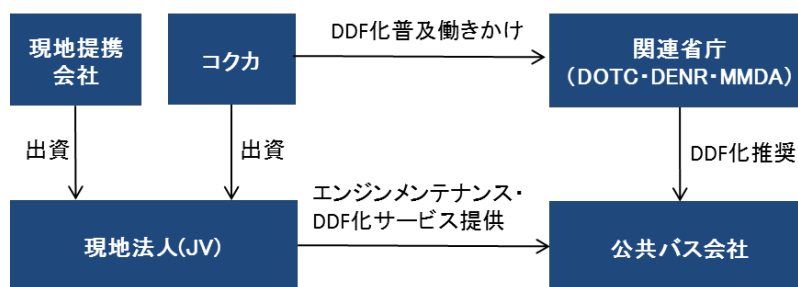 現地提携
会社
コクカ
DDF化普及働きかけ
関連省庁
(DOTC・DENR・MMDA)
出資
出資
DDF化推奨
エンジンメンテナンス・
DDF化サービス提供
現地法人(JV)
公共バス会社